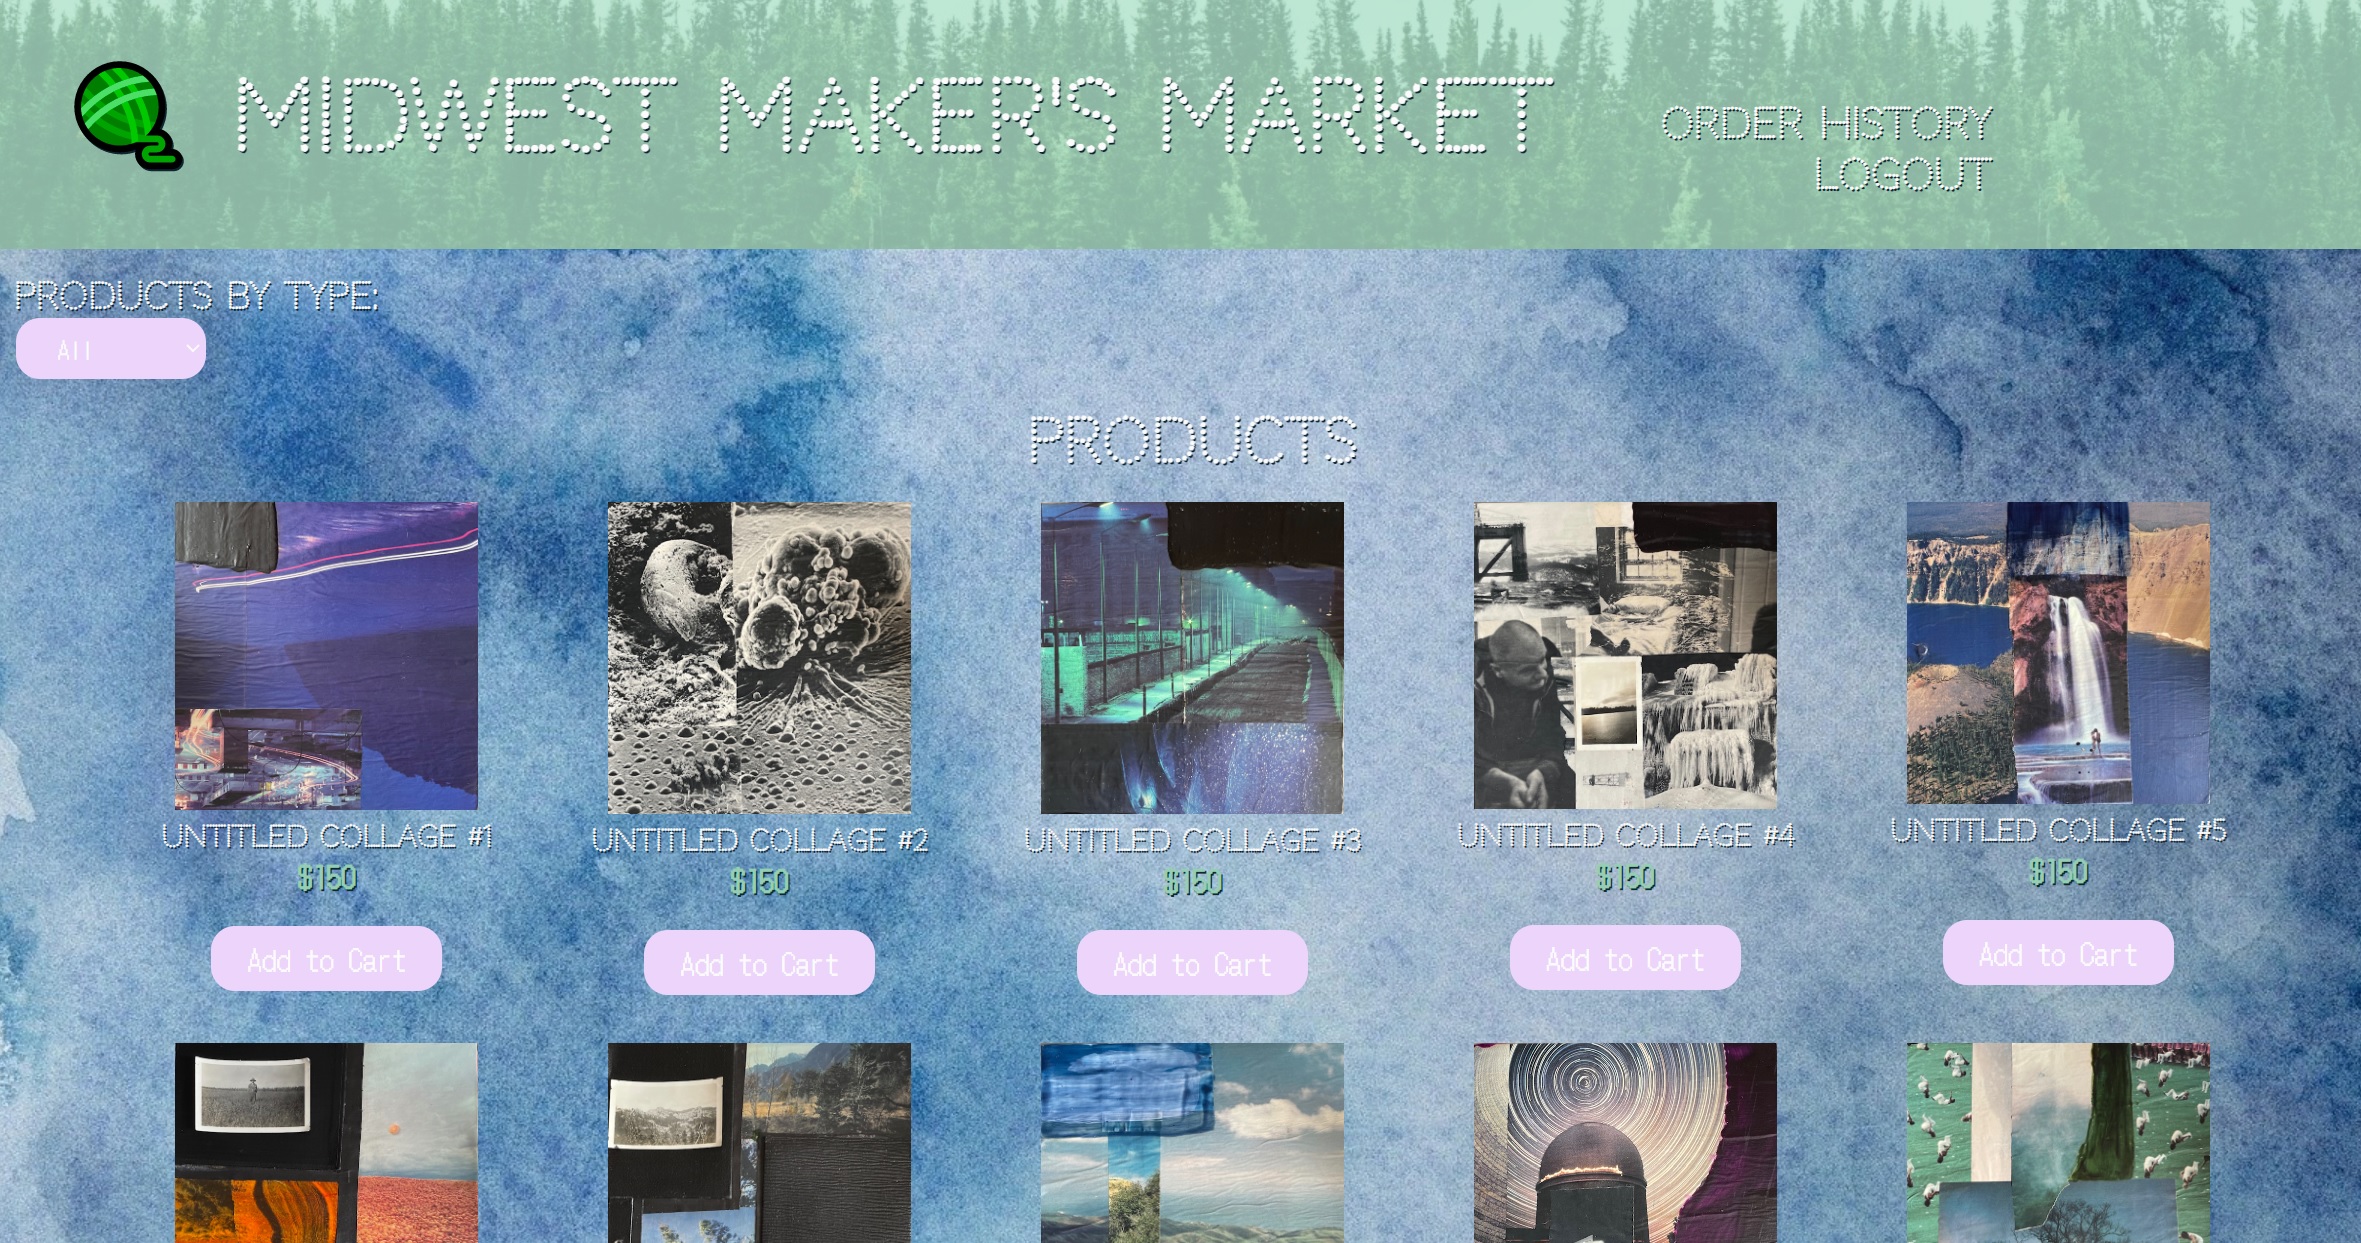 MIDWEST MAKER'S MARKET
ORDER HISTORY
LOGOUT
PRODUCTS BY TYPE:
All
PRODUCTS
UNTITLED COLLAGE #1
$150
Add to Cart
UNTITLED COLLAGE #2
$150
Add to Cart
UNTITLED COLLAGE #3
$150
Add to Cart
UNTITLED COLLAGE #4
$150
Add to Cart
UNTITLED COLLAGE #5
$150
Add to Cart